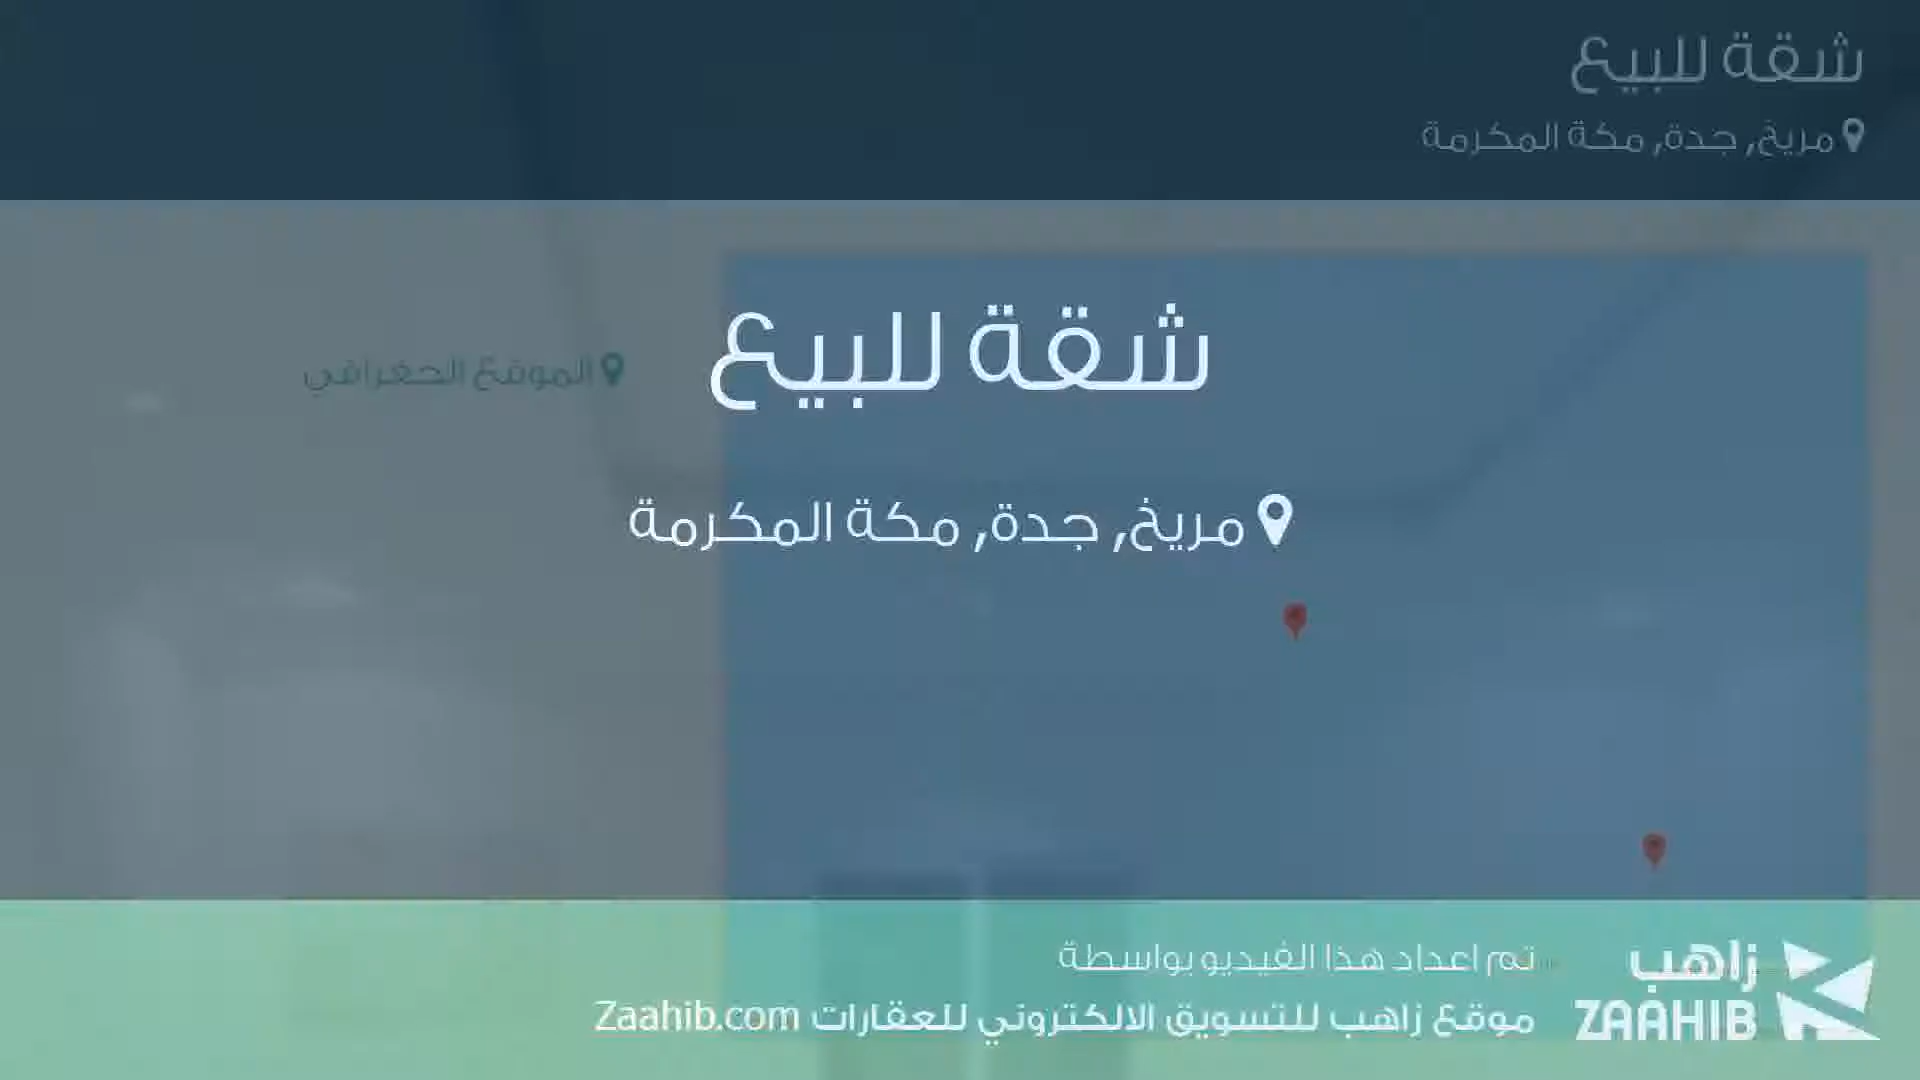 شقة للبيع
مريخ, جدة, مكة المكرمة
شقة للبيع
الموقع الجغرافي
مريخ, جدة, مكة المكرمة
تم اعداد هذا الفيديو بواسطة
موقع زاهب للتسويق الالكتروني للعقارات Zaahib.com
زاهب
ZAAHIB